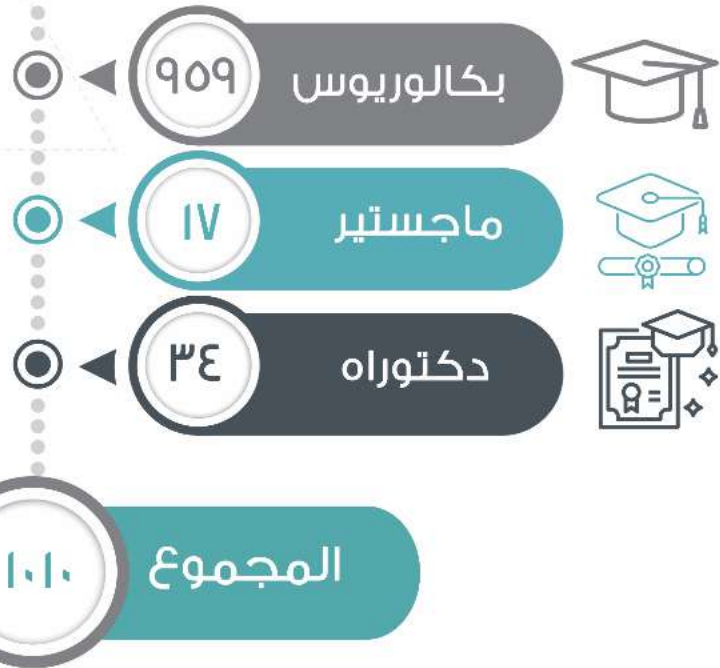 بكالوريوس ٩٥٩
ماجستير ١٧
دكتوراه ٣٤
المجموع ١٠١٠